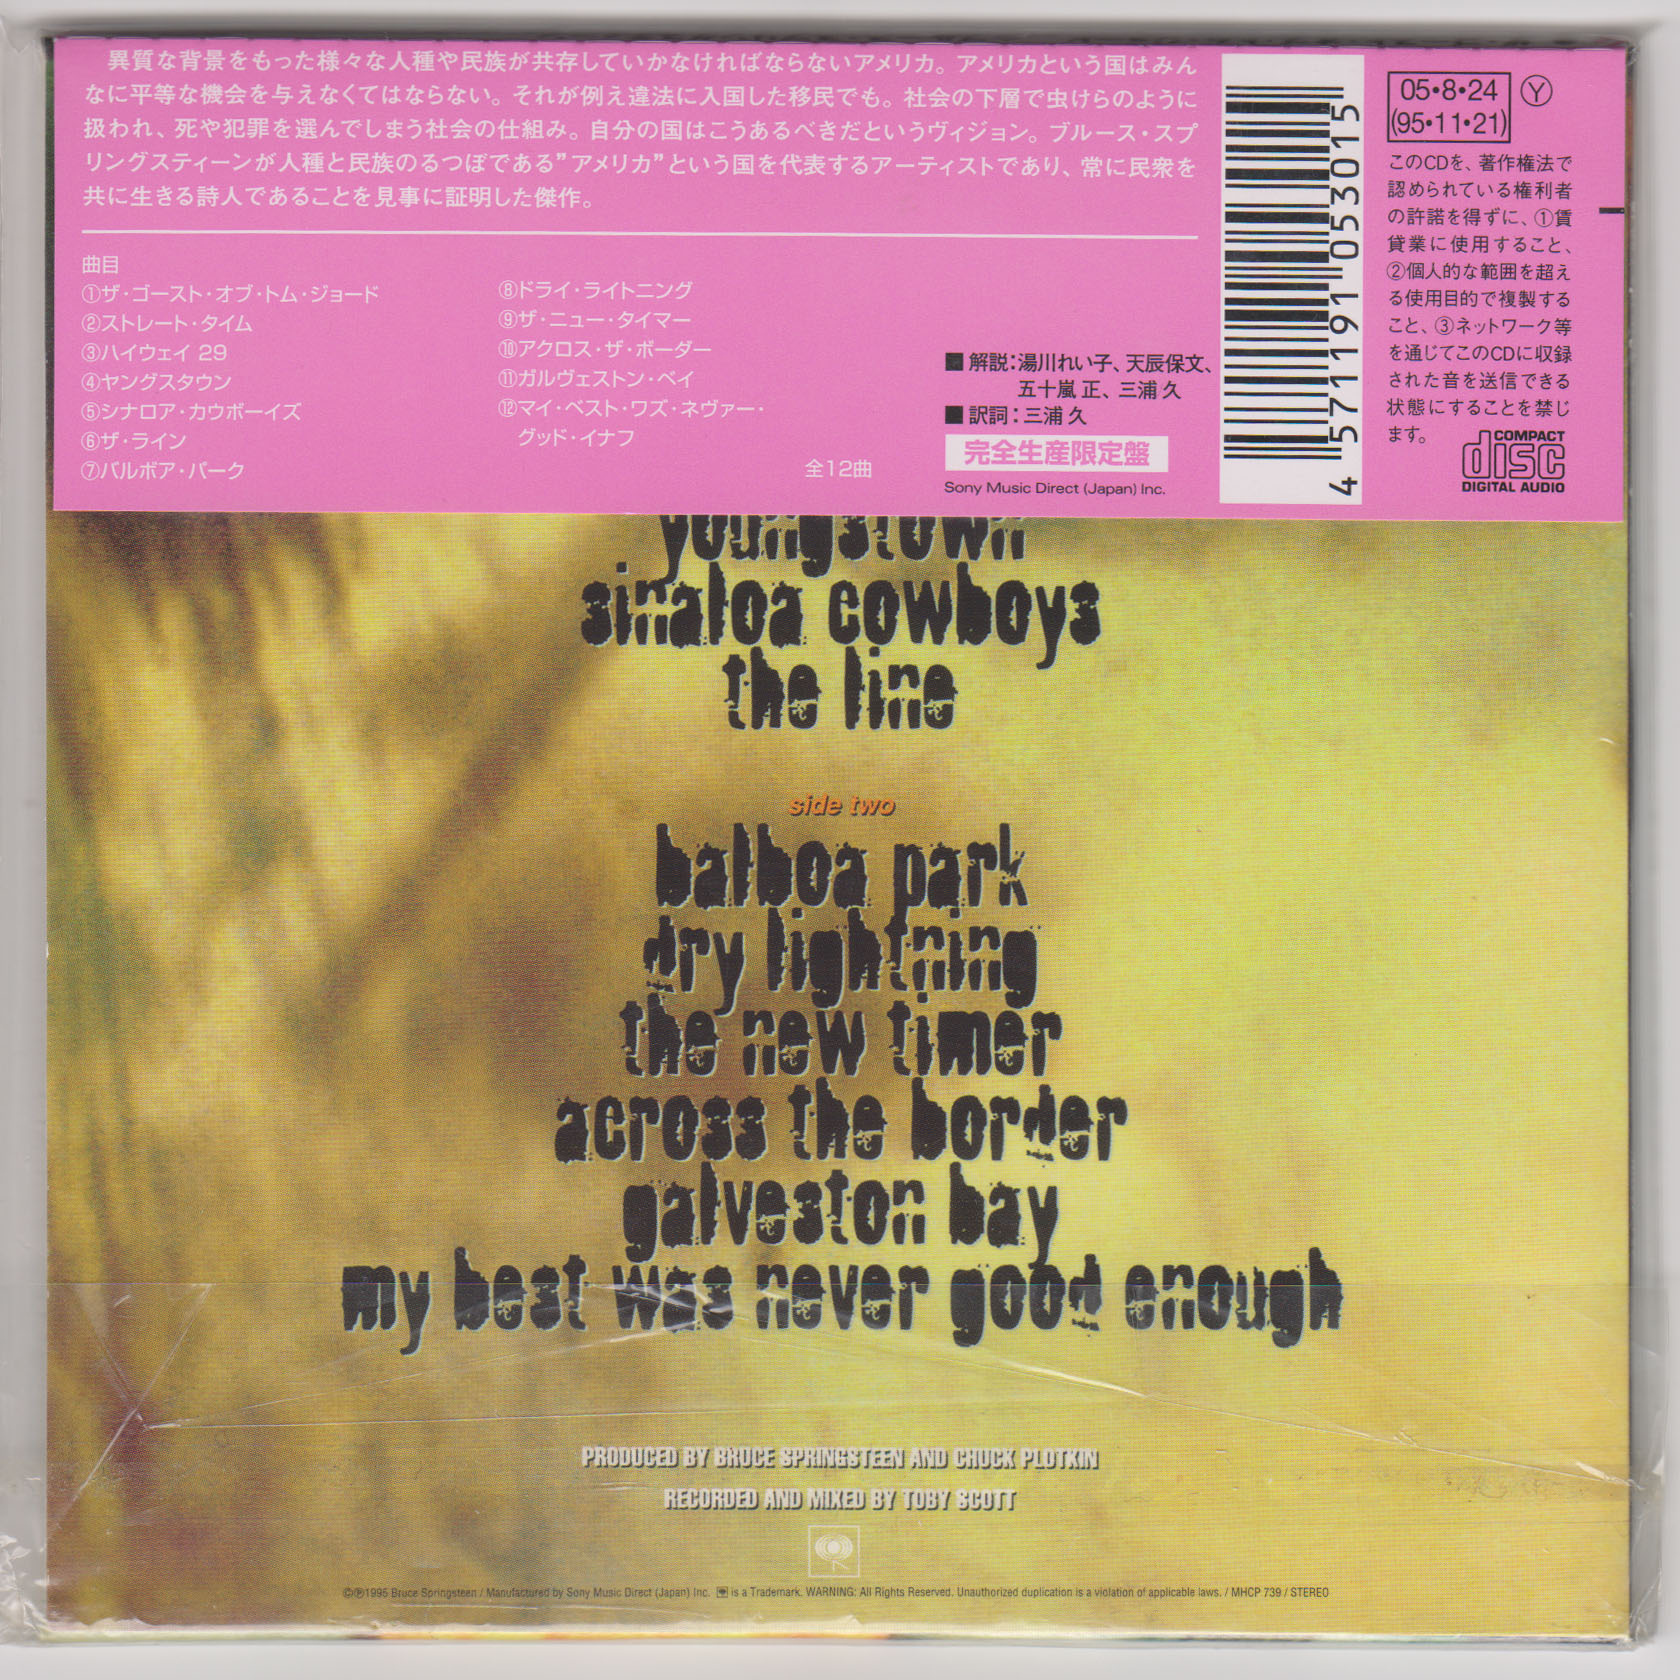 異質な背景をもった様々な人種や民族が共存していかなければならないアメリカ。アメリカという国はみん
なに平等な機会を与えなくてはならない。それが例え違法に入国した移民でも。社会の下層で虫けらのように
扱われ、死や犯罪を選んでしまう社会の仕組み。自分の国はこうあるべきだというヴィジョン。ブルース・スプ
リングスティーンが人種と民族のるつぼである”アメリカ”という国を代表するアーティストであり、常に民衆を
共に生きる詩人であることを見事に証明した傑作。
曲目
①ザ・ゴースト・オブ・トム・ジョード
②ストレート・タイム
③ハイウェイ 29
④ヤングスタウン
⑤シナロア・カウボーイズ
⑥ザ・ライン
⑦バルボア・パーク
⑧ドライ・ライトニング
⑨ザ・ニュー・タイマー
⑩アクロス・ザ・ボーダー
⑪ガルヴェストン・ベイ
⑫マイ・ベスト・ワズ・ネヴァー・
グッド・イナフ
全12曲
■ 解説：湯川れい子、天辰保文、
五十嵐 正、三浦 久
■ 訳詞：三浦 久
完全生産限定盤
Sony Music Direct (Japan) Inc.
4571191053015
05•8•24 Ⓨ
(95•11•21)
このCDを、著作権法で
認められている権利者
の許諾を得ずに、①賃
貸業に使用すること、
②個人的な範囲を超え
る使用目的で複製する
こと、③ネットワーク等
を通じてこのCDに収録
された音を送信できる
状態にすることを禁じ
ます。
COMPACT
disc
DIGITAL AUDIO
youngstown
sinaloa cowboys
the line
side two
balboa park
dry lightning
the new timer
across the border
galveston bay
my best was never good enough
PRODUCED BY BRUCE SPRINGSTEEN AND CHUCK PLOTKIN
RECORDED AND MIXED BY TOBY SCOTT
©℗1995 Bruce Springsteen / Manufactured by Sony Music Direct (Japan) Inc. is a Trademark. WARNING: All Rights Reserved. Unauthorized duplication is a violation of applicable laws. / MHCP 739 / STEREO